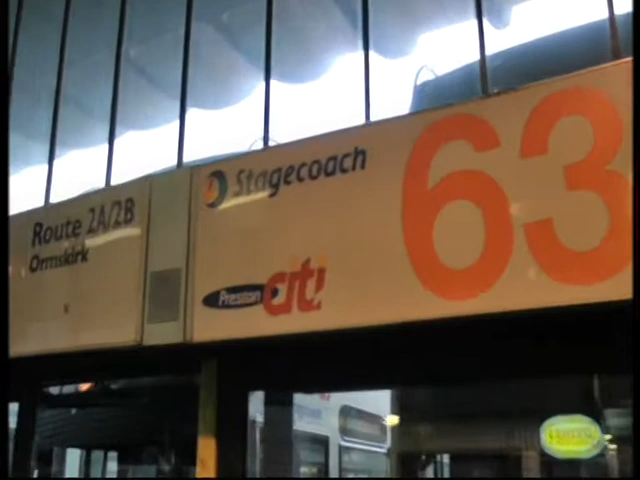 Route 2A/2B
Ormskirk
Stagecoach
Preston citi
63